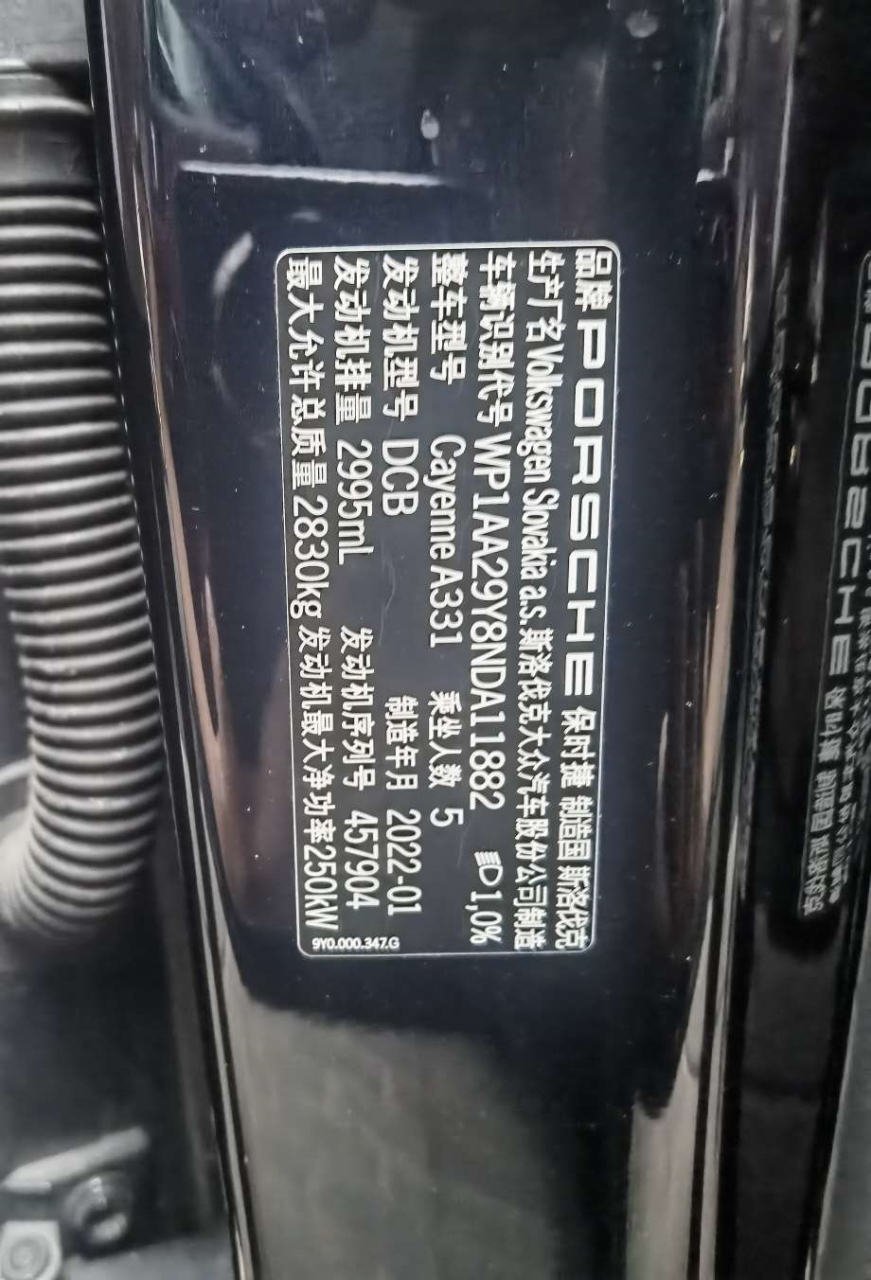 品牌 PORSCHE 保时捷 制造国 斯洛伐克
生产厂名 Volkswagen Slovakia a.s. 斯洛伐克大众汽车股份公司制造
车辆识别代号 WP1AA29Y8NDA11882 1,0%
整车型号 Cayenne A331 乘坐人数 5
发动机型号 DCB 制造年月 2022-01
发动机排量 2995mL 发动机序列号 457904
最大允许总质量 2830kg 发动机最大净功率 250kW
9Y0.000.347.G